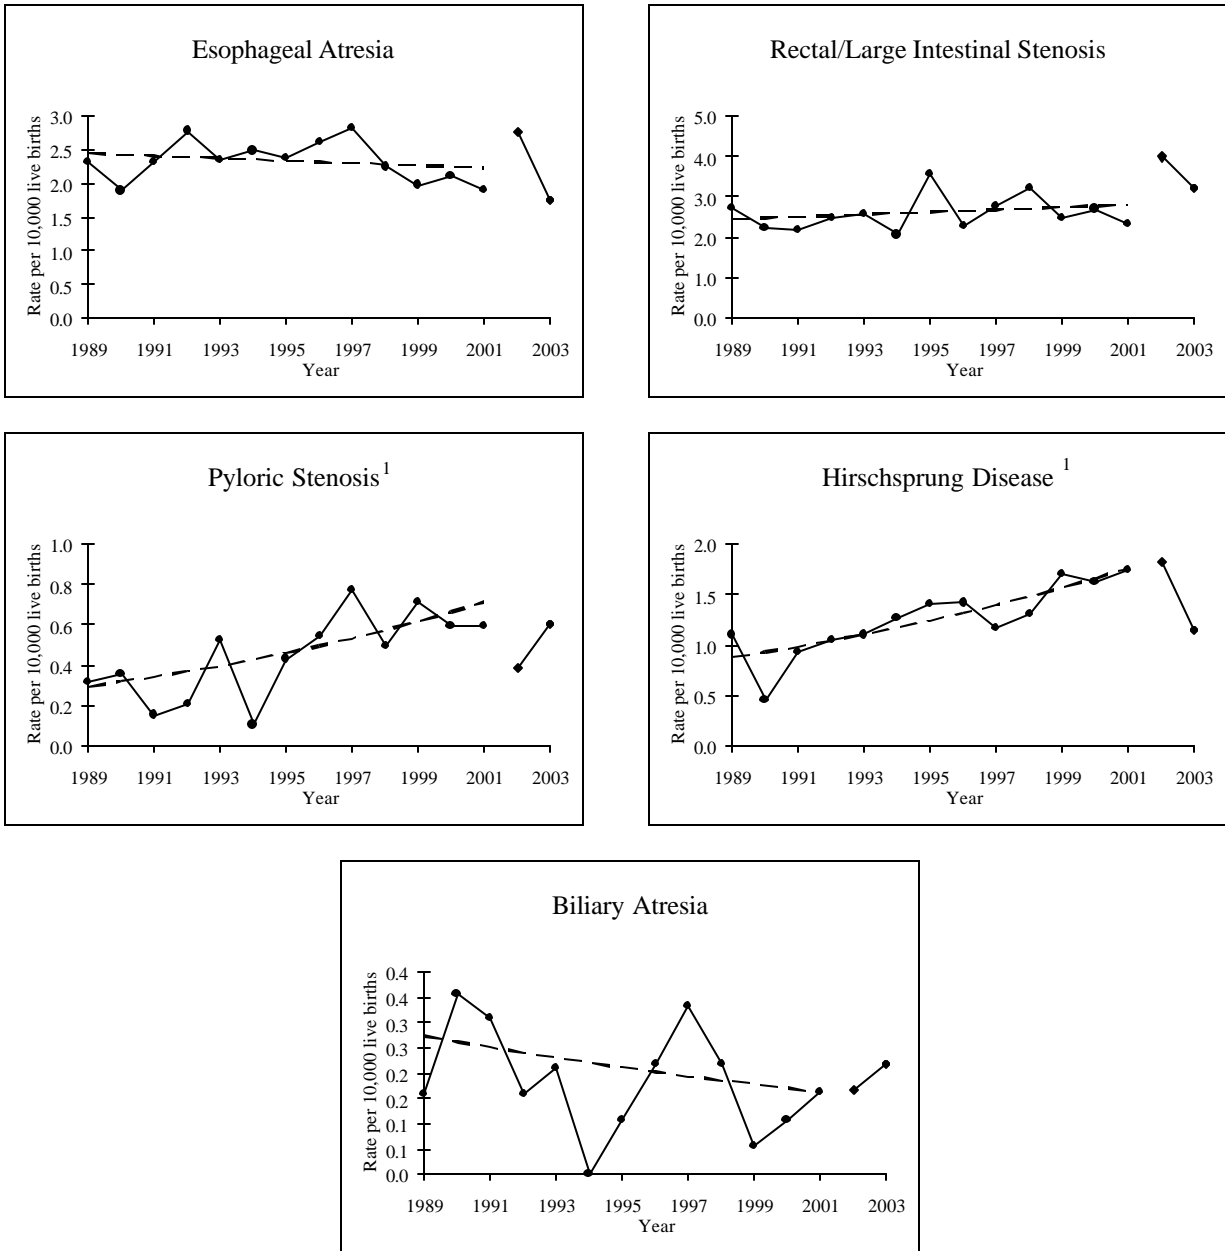 Esophageal Atresia
Rate per 10,000 live births
3.0
2.5
2.0
1.5
1.0
0.5
0.0
1989 1991 1993 1995 1997 1999 2001 2003
Year
Rectal/Large Intestinal Stenosis
Rate per 10,000 live births
5.0
4.0
3.0
2.0
1.0
0.0
1989 1991 1993 1995 1997 1999 2001 2003
Year
Pyloric Stenosis 1
Rate per 10,000 live births
1.0
0.8
0.6
0.4
0.2
0.0
1989 1991 1993 1995 1997 1999 2001 2003
Year
Hirschsprung Disease 1
Rate per 10,000 live births
2.0
1.5
1.0
0.5
0.0
1989 1991 1993 1995 1997 1999 2001 2003
Year
Biliary Atresia
Rate per 10,000 live births
0.4
0.4
0.3
0.3
0.2
0.2
0.1
0.1
0.0
1989 1991 1993 1995 1997 1999 2001 2003
Year